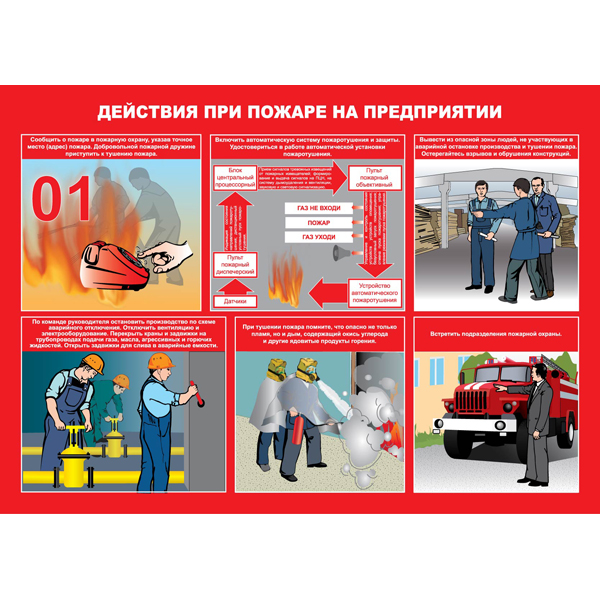 ДЕЙСТВИЯ ПРИ ПОЖАРЕ НА ПРЕДПРИЯТИИ
Сообщить о пожаре в пожарную охрану, указав точное
место (адрес) пожара. Добровольной пожарной дружине
приступить к тушению пожара.
01
Включить автоматическую систему пожаротушения и защиты.
Удостовериться в работе автоматической установки
пожаротушения.
Блок
центральный
процессорный
Пульт
пожарный
объективный
ГАЗ НЕ ВХОДИ
ПОЖАР
ГАЗ УХОДИ
Пульт
пожарный
диспечерский
Датчики
Устройство
автоматического
пожаротушения
Вывести из опасной зоны людей, не участвующих в
аварийной остановке производства и тушении пожара.
Остерегайтесь взрывов и обрушения конструкций.
По команде руководителя остановить производство по схеме
аварийного отключения. Отключить вентиляцию и
электрооборудование. Перекрыть краны и задвижки на
трубопроводах подачи газа, масла, агрессивных и горючих
жидкостей. Открыть задвижки для слива в аварийные емкости.
При тушении пожара помните, что опасно не только
пламя, но и дым, содержащий окись углерода
и другие ядовитые продукты горения.
Встретить подразделения пожарной охраны.